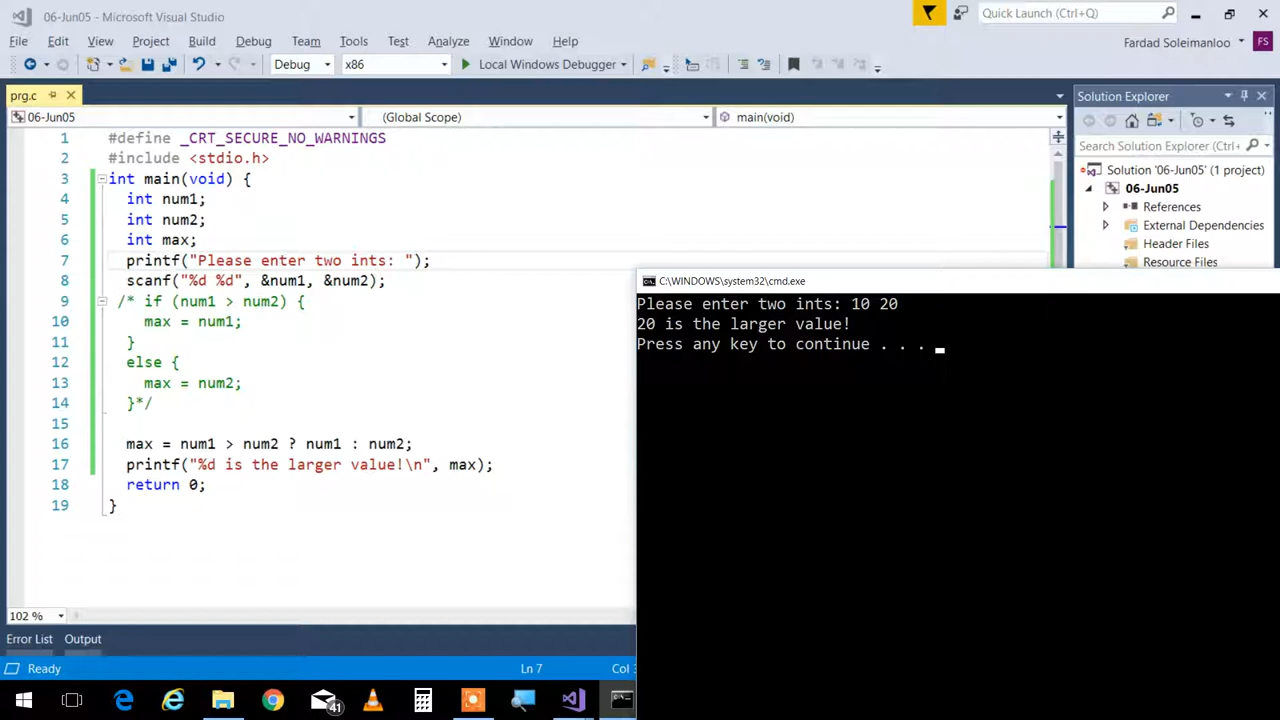 06-Jun05 - Microsoft Visual Studio
Quick Launch (Ctrl+Q)
File Edit View Project Build Debug Team Tools Test Analyze Window Help
Fardad Soleimanloo FS
Debug x86 Local Windows Debugger
prg.c
06-Jun05 (Global Scope) main(void)
1 #define _CRT_SECURE_NO_WARNINGS
2 #include <stdio.h>
3 int main(void) {
4 int num1;
5 int num2;
6 int max;
7 printf("Please enter two ints: ");
8 scanf("%d %d", &num1, &num2);
9 /* if (num1 > num2) {
10 max = num1;
11 }
12 else {
13 max = num2;
14 }*/
15
16 max = num1 > num2 ? num1 : num2;
17 printf("%d is the larger value!\n", max);
18 return 0;
19 }
102 %
Error List Output
Ready Ln 7 Col
Solution Explorer
Search Solution Explorer (Ctrl+
Solution '06-Jun05' (1 project)
06-Jun05
References
External Dependencies
Header Files
Resource Files
C:\WINDOWS\system32\cmd.exe
Please enter two ints: 10 20
20 is the larger value!
Press any key to continue . . .
41